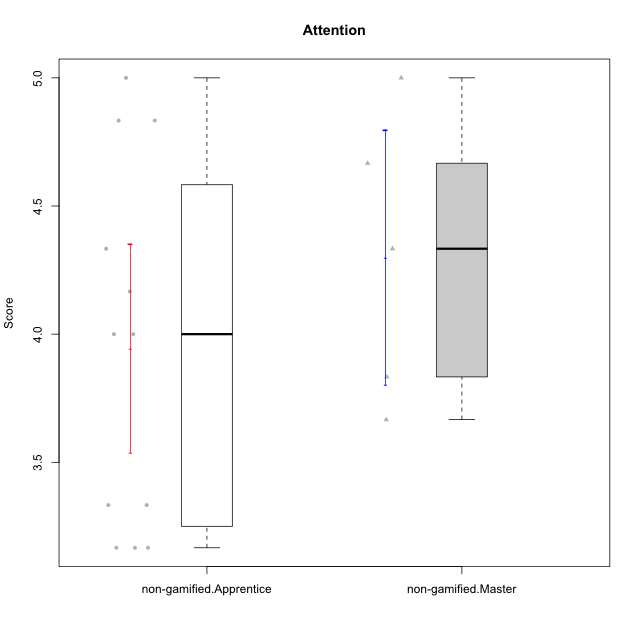 Attention
5.0
4.5
4.0
3.5
Score
non-gamified.Apprentice
non-gamified.Master